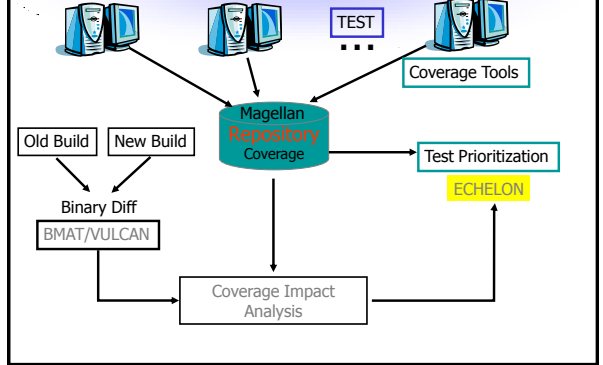 TEST
...
Coverage Tools
Magellan
Repository
Coverage
Old Build
New Build
Test Prioritization
ECHELON
Binary Diff
BMAT/VULCAN
Coverage Impact
Analysis